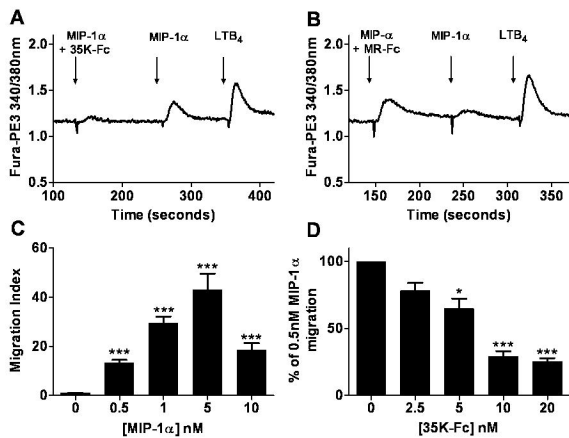 A
MIP-1α
+ 35K-Fc
MIP-1α
LTB4
Fura-PE3 340/380nm
2.0
1.5
1.0
0.5
100
200
300
400
Time (seconds)
B
MIP-α
+ MR-Fc
MIP-1α
LTB4
Fura-PE3 340/380nm
2.0
1.5
1.0
0.5
150
200
250
300
350
Time (seconds)
C
Migration Index
60
40
20
0
***
***
***
***
0
0.5
1
5
10
[MIP-1α] nM
D
% of 0.5nM MIP-1α
migration
100
50
0
*
***
***
0
2.5
5
10
20
[35K-Fc] nM